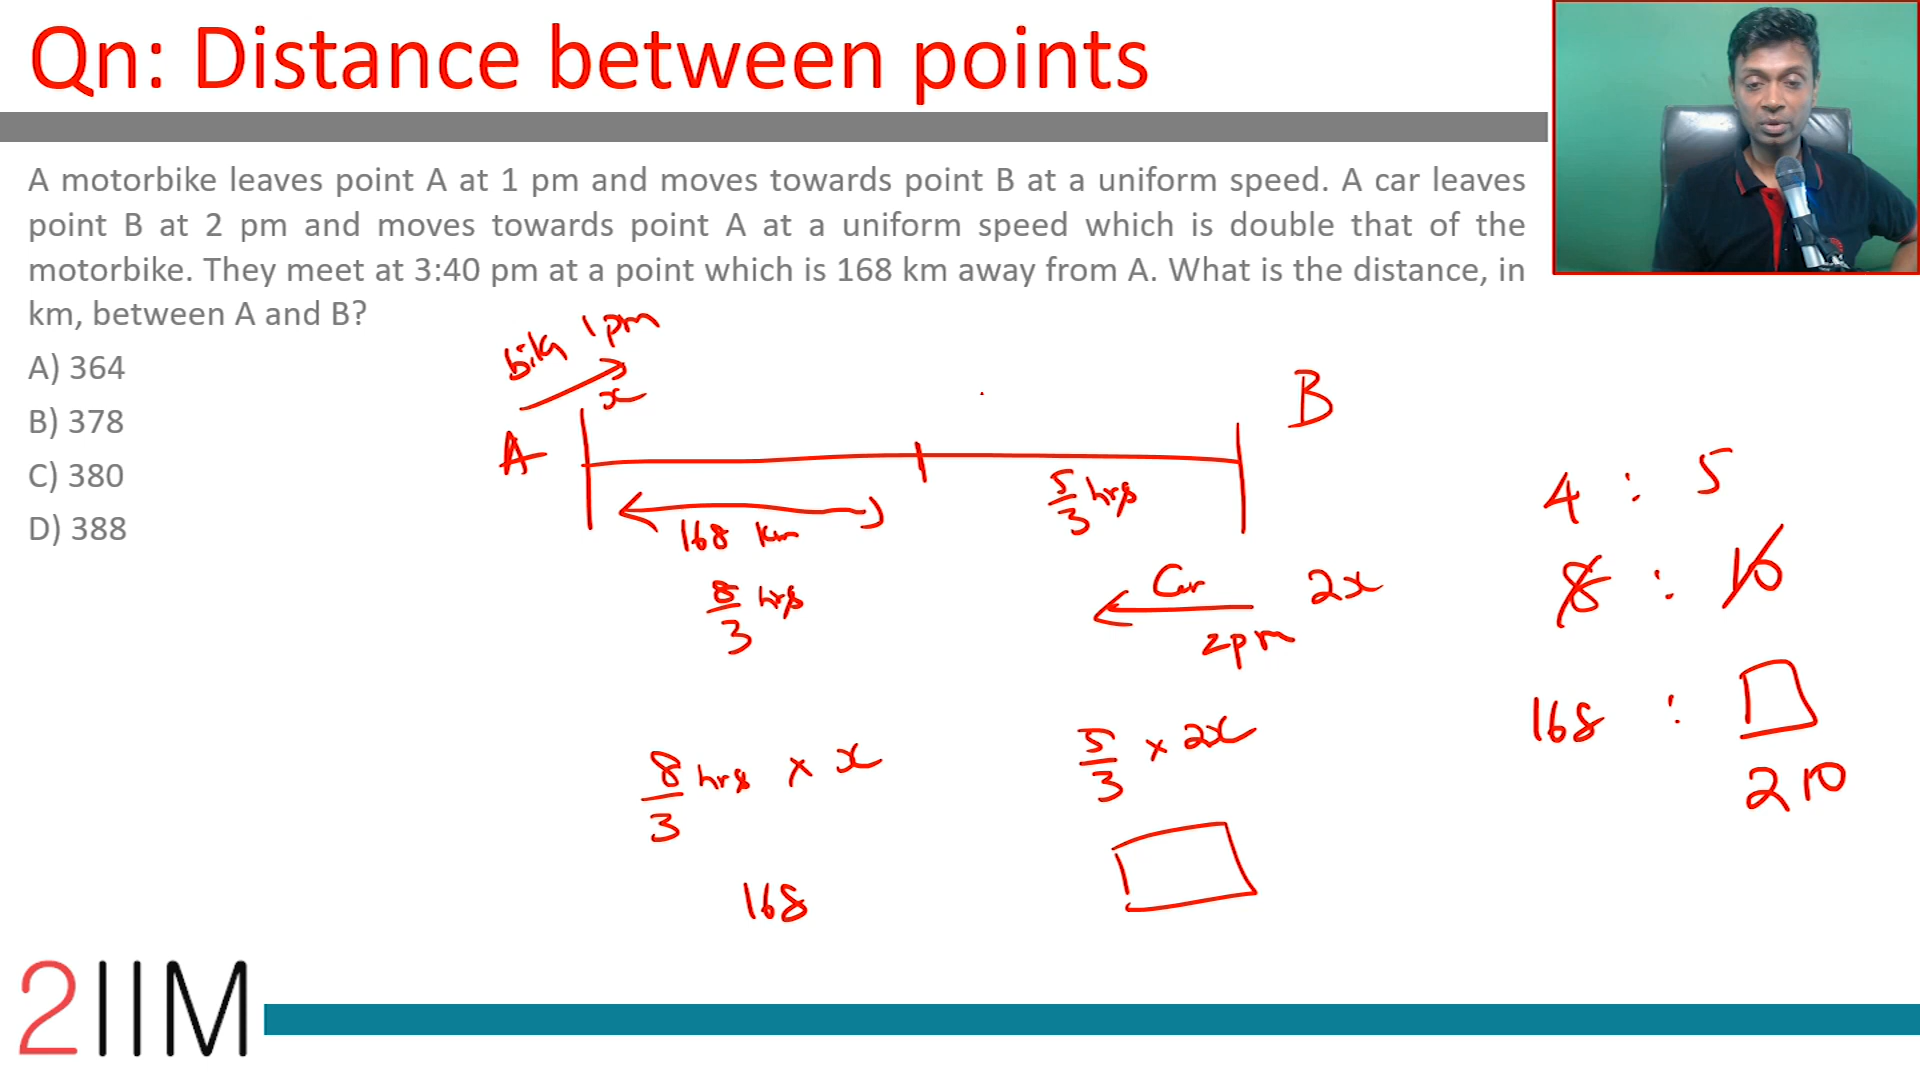 Qn: Distance between points
A motorbike leaves point A at 1 pm and moves towards point B at a uniform speed. A car leaves
point B at 2 pm and moves towards point A at a uniform speed which is double that of the
motorbike. They meet at 3:40 pm at a point which is 168 km away from A. What is the distance, in
km, between A and B?
A) 364
B) 378
C) 380
D) 388
bike 1pm
x
A
B
168 km
8/3 hrs
5/3 hrs
Car 2x
2pm
8/3 hrs × x
5/3 × 2x
168
4 : 5
8 : 10
168 :
210
2IIM